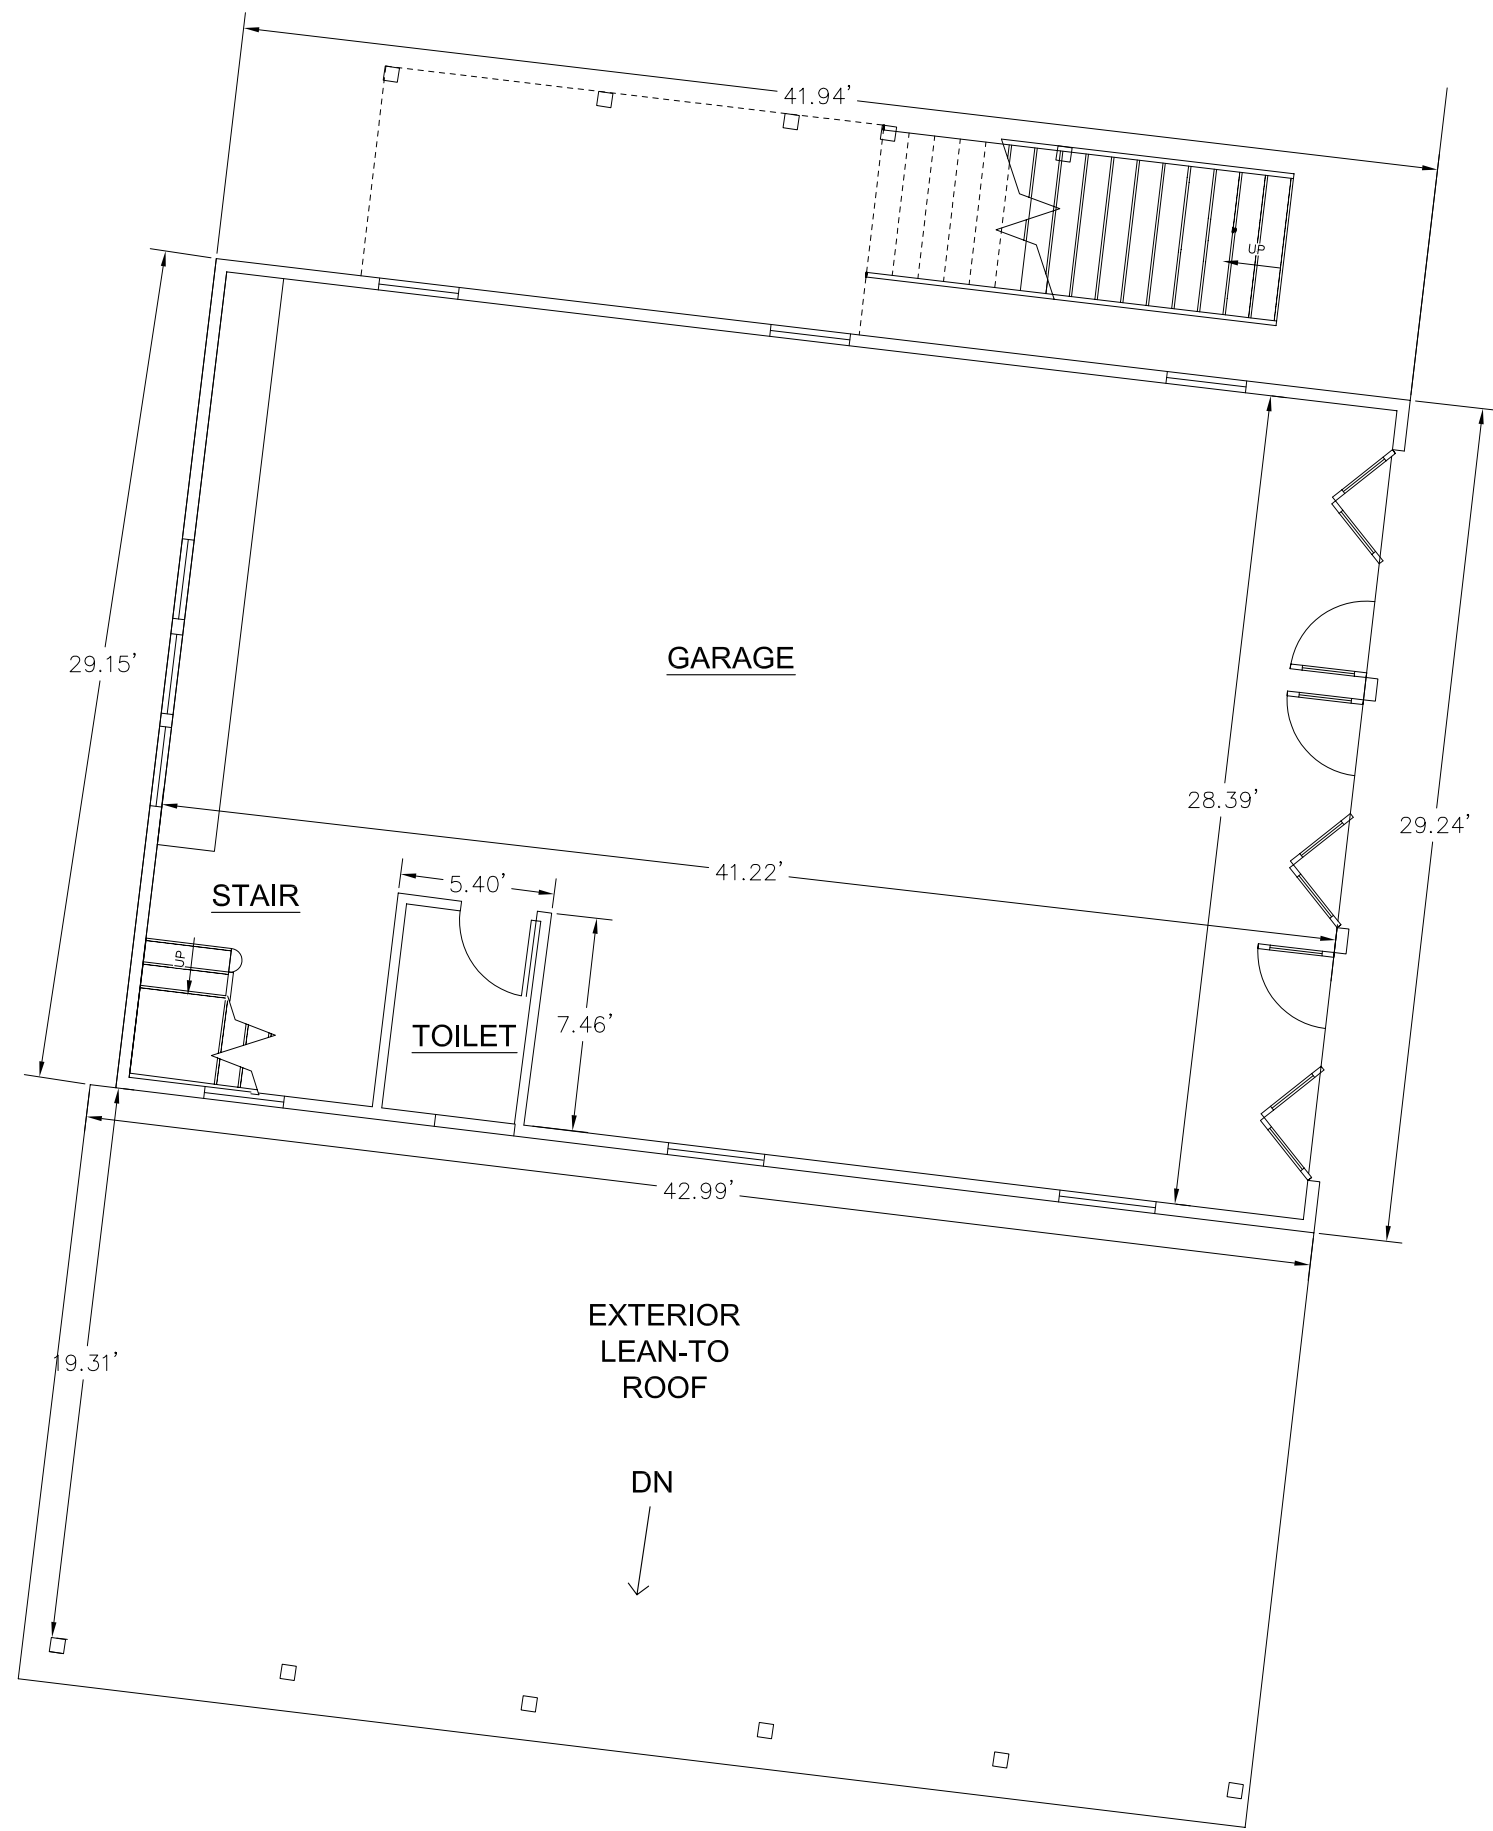 41.94'
UP
29.15'
GARAGE
28.39'
29.24'
41.22'
5.40'
STAIR
UP
7.46'
TOILET
42.99'
EXTERIOR
LEAN-TO
ROOF
19.31'
DN